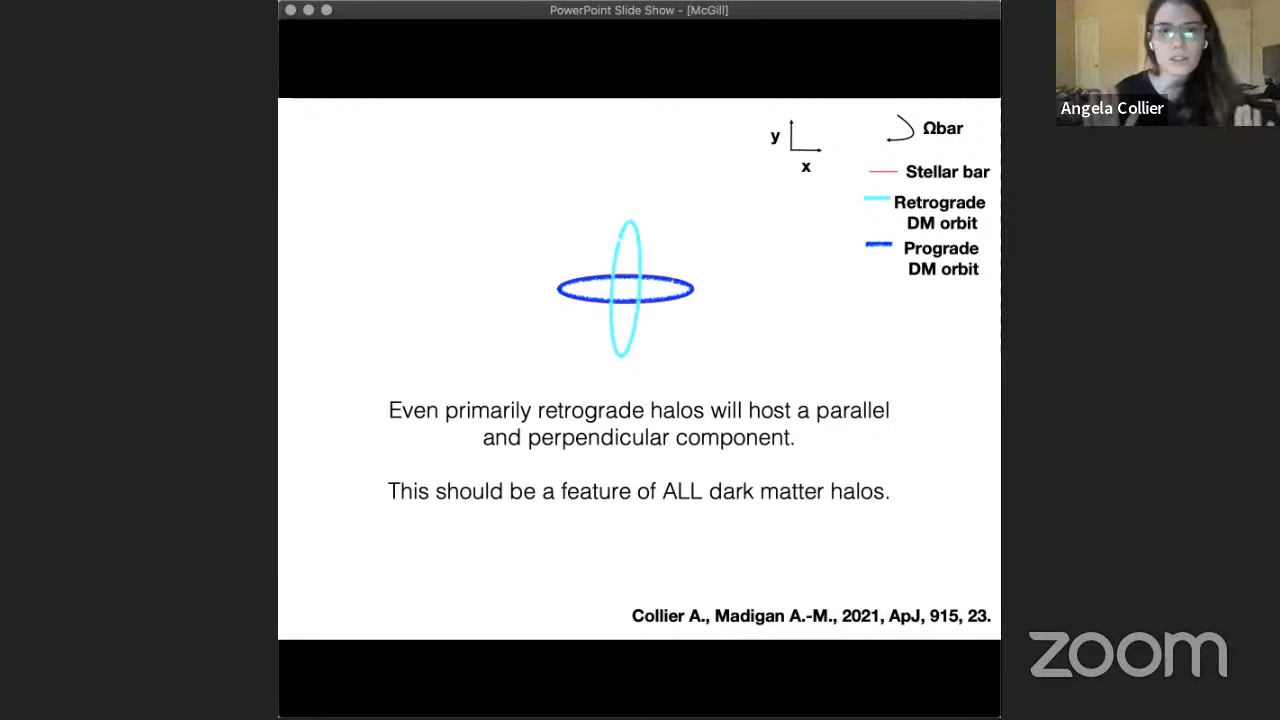 PowerPoint Slide Show - [McGill]
Angela Collier
y
x
Ωbar
Stellar bar
Retrograde
DM orbit
Prograde
DM orbit
Even primarily retrograde halos will host a parallel
and perpendicular component.
This should be a feature of ALL dark matter halos.
Collier A., Madigan A.-M., 2021, ApJ, 915, 23.
zoom